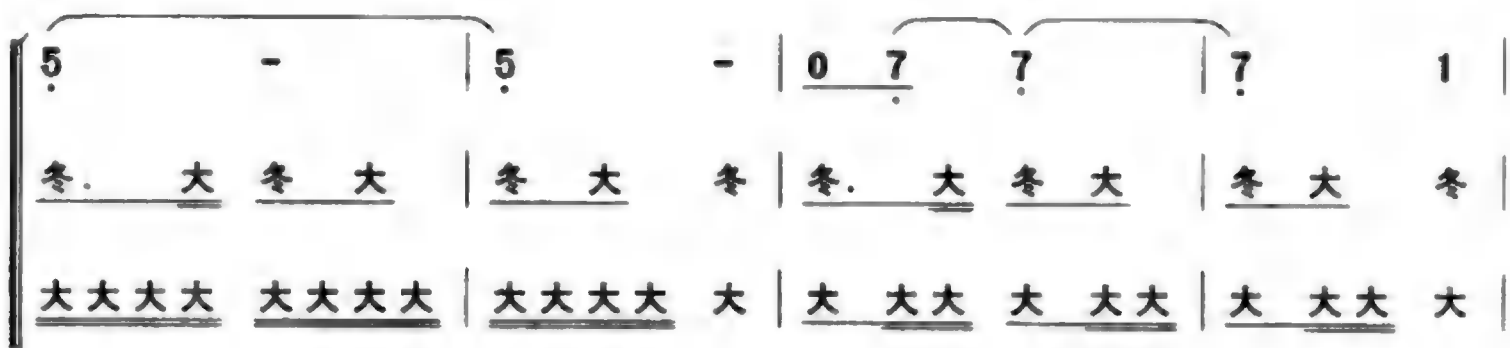 5 - | 5 - | 0 7 7 | 7 1 |
冬. 大 冬 大 | 冬 大 冬 | 冬. 大 冬 大 | 冬 大 冬 |
大 大 大 大 大 大 大 大 | 大 大 大 大 大 | 大 大 大 大 大 大 | 大 大 大 大 |